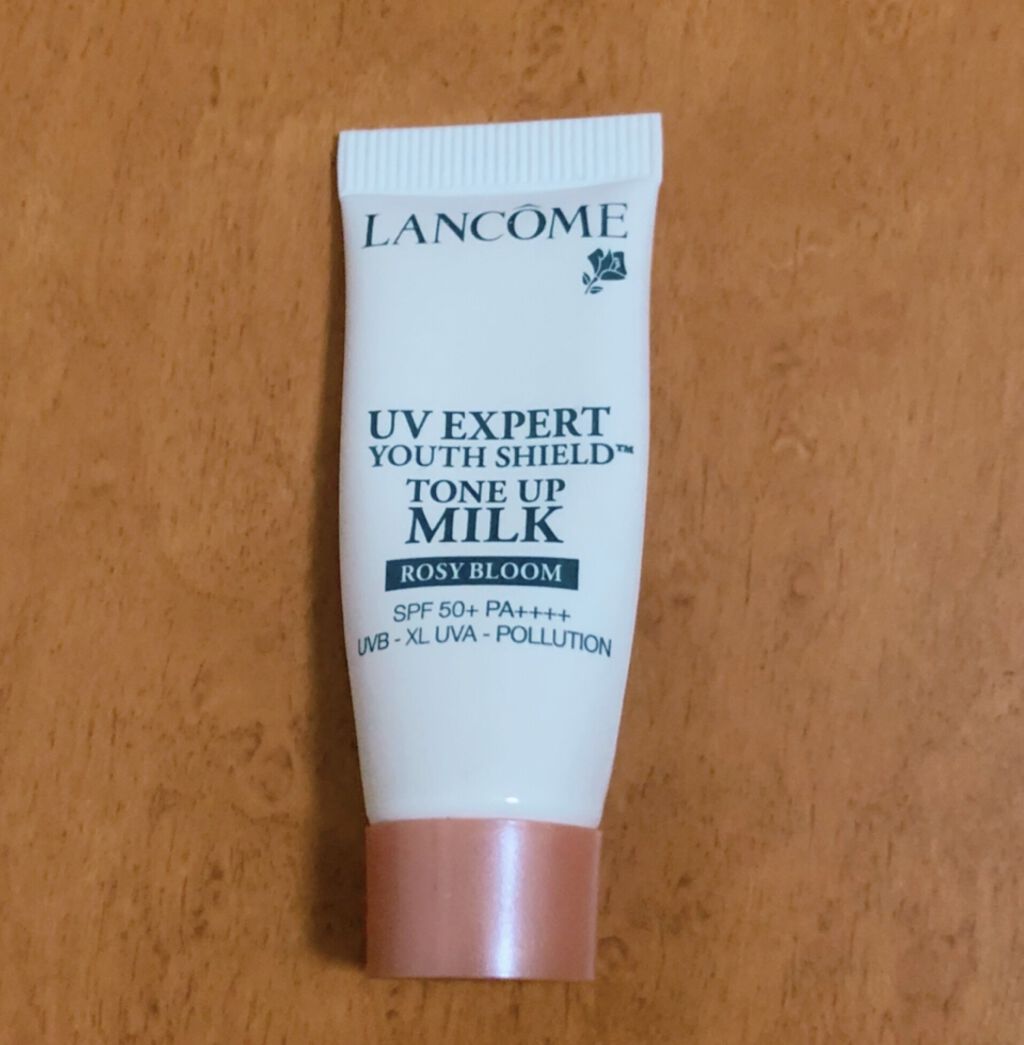 LANCÔME
UV EXPERT
YOUTH SHIELD™
TONE UP
MILK
ROSY BLOOM
SPF 50+ PA++++
UVB - XL UVA - POLLUTION